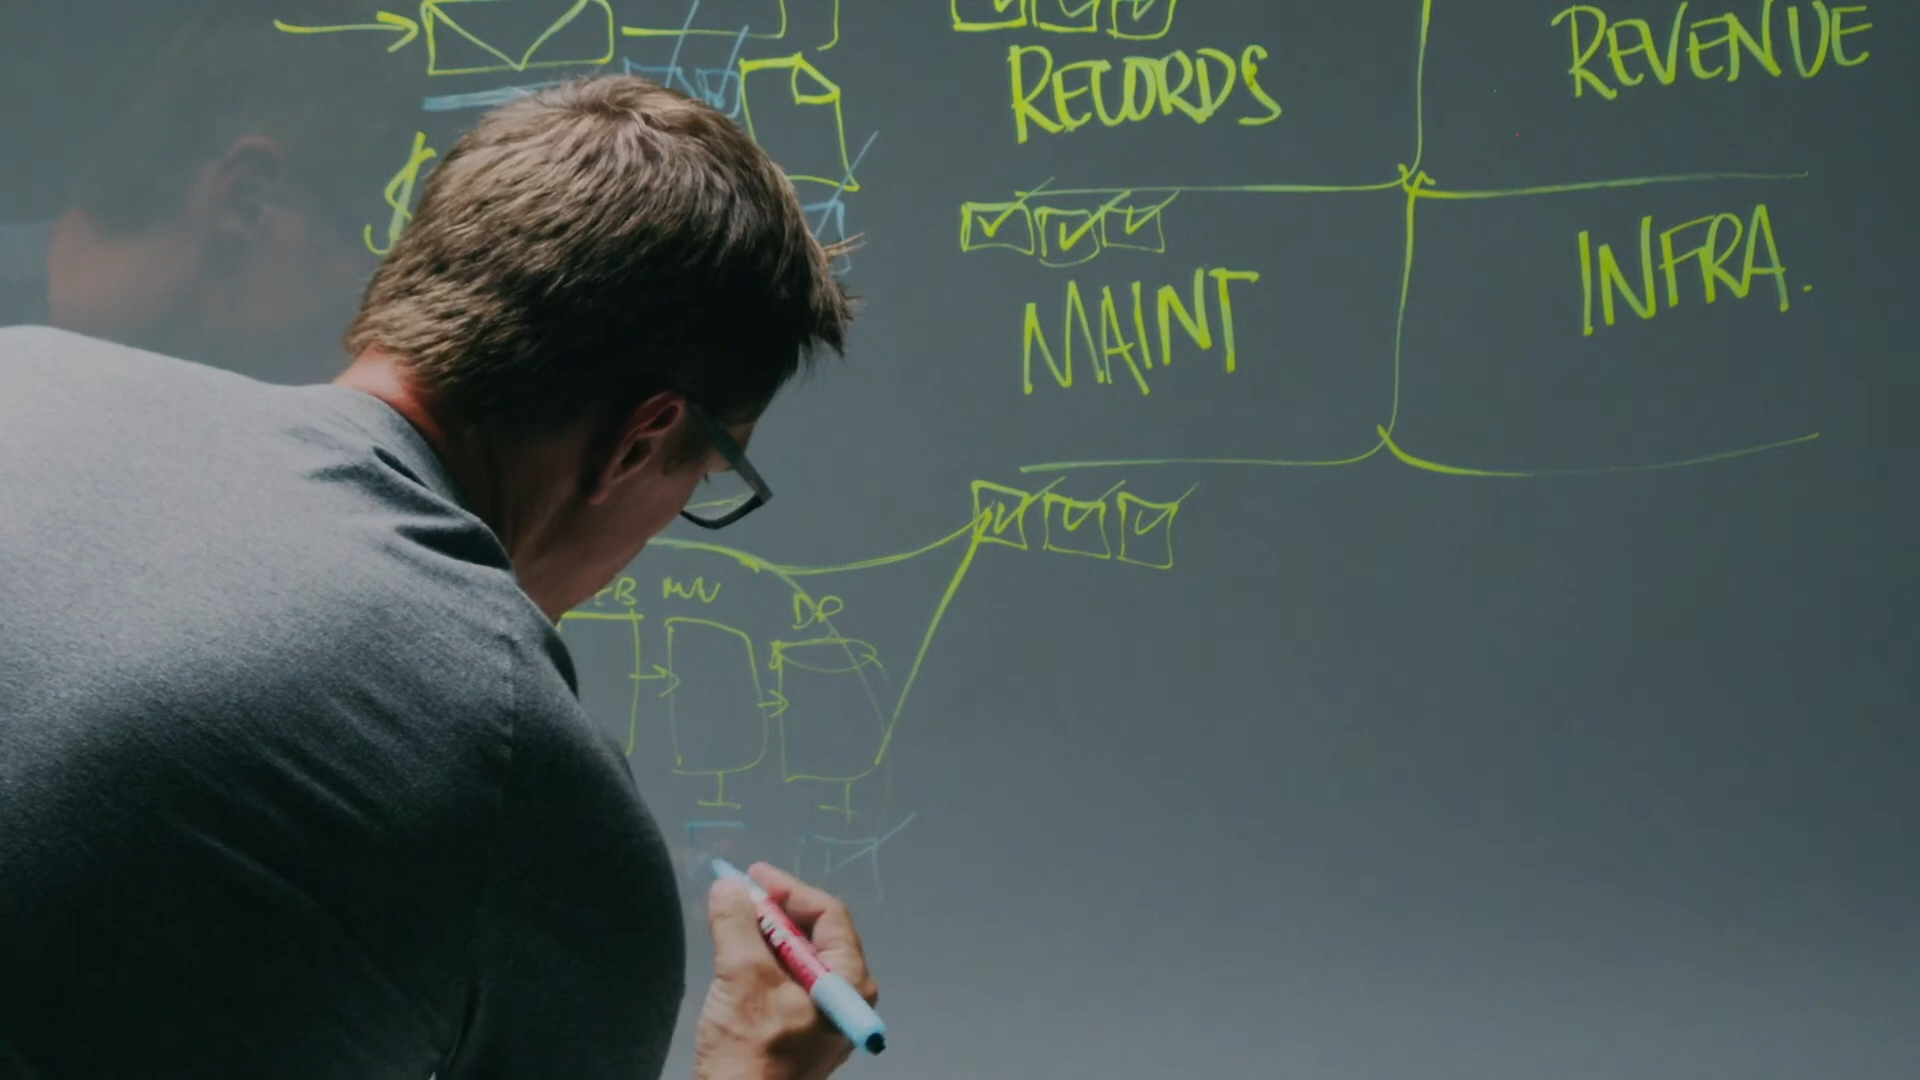 $
RECORDS
REVENUE
MAINT
INFRA.